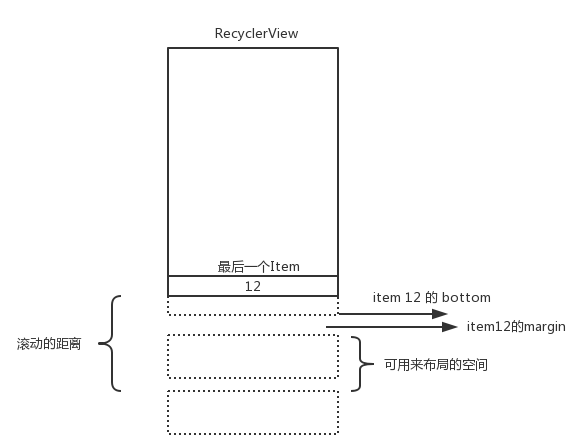 RecyclerView
最后一个Item
12
item 12 的 bottom
item12的margin
滚动的距离
可用来布局的空间